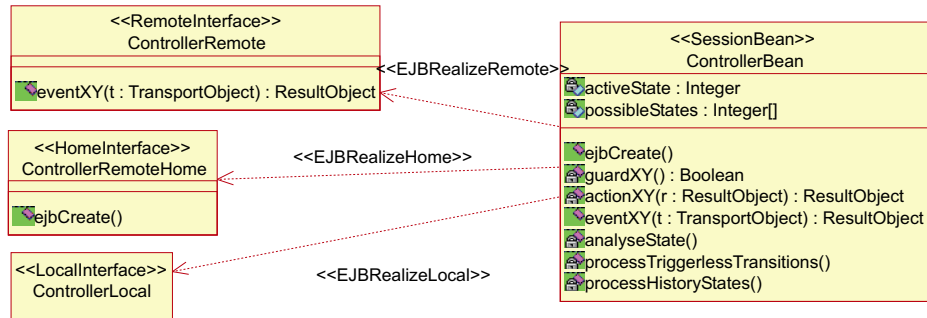 <<RemoteInterface>>
ControllerRemote
eventXY(t : TransportObject) : ResultObject
<<EJBRealizeRemote>>
<<HomeInterface>>
ControllerRemoteHome
ejbCreate()
<<EJBRealizeHome>>
<<LocalInterface>>
ControllerLocal
<<EJBRealizeLocal>>
<<SessionBean>>
ControllerBean
activeState : Integer
possibleStates : Integer[]
ejbCreate()
guardXY() : Boolean
actionXY(r : ResultObject) : ResultObject
eventXY(t : TransportObject) : ResultObject
analyseState()
processTriggerlessTransitions()
processHistoryStates()